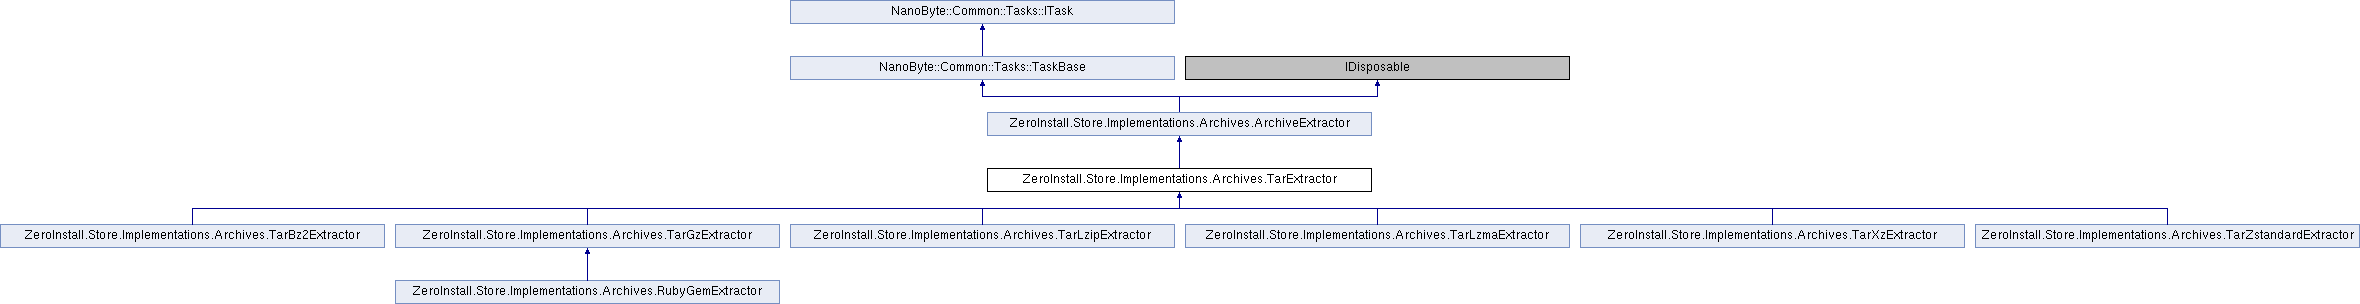 NanoByte::Common::Tasks::ITask
NanoByte::Common::Tasks::TaskBase
IDisposable
ZeroInstall.Store.Implementations.Archives.ArchiveExtractor
ZeroInstall.Store.Implementations.Archives.TarExtractor
ZeroInstall.Store.Implementations.Archives.TarBz2Extractor
ZeroInstall.Store.Implementations.Archives.TarGzExtractor
ZeroInstall.Store.Implementations.Archives.TarLzipExtractor
ZeroInstall.Store.Implementations.Archives.TarLzmaExtractor
ZeroInstall.Store.Implementations.Archives.TarXzExtractor
ZeroInstall.Store.Implementations.Archives.TarZstandardExtractor
ZeroInstall.Store.Implementations.Archives.RubyGemExtractor